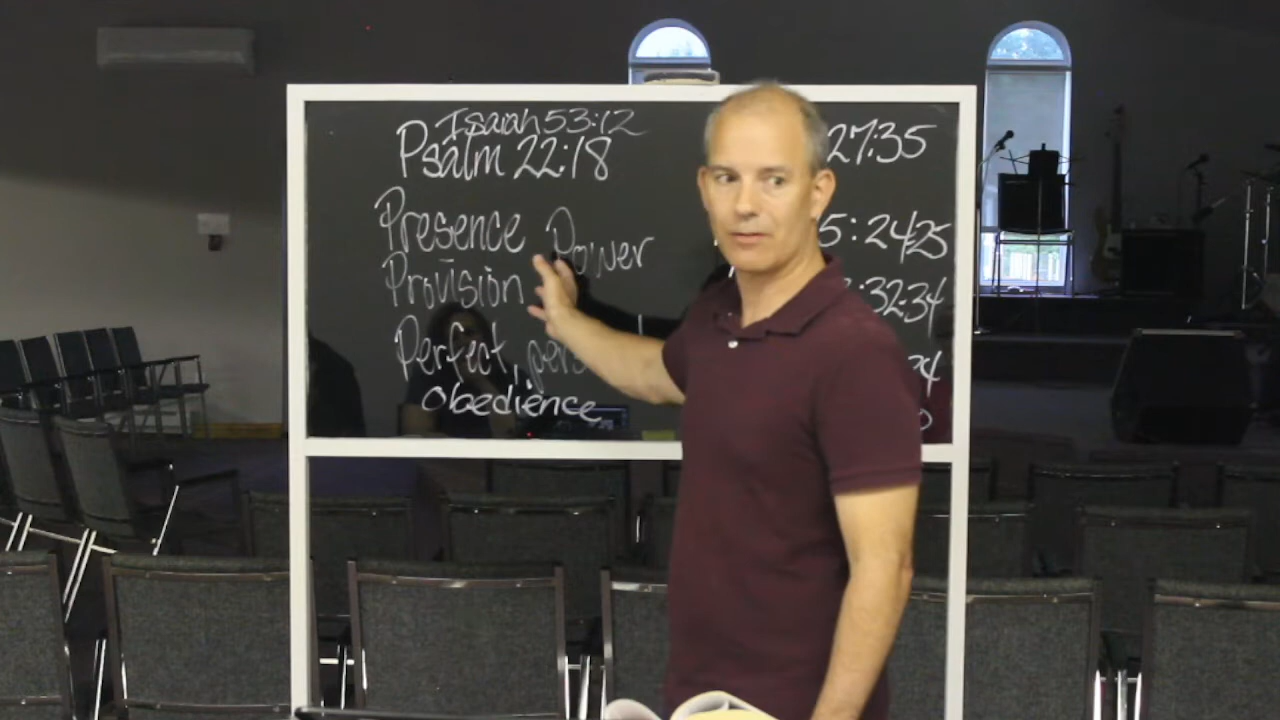 Isaiah 53:12
Psalm 22:18
27:35
Presence Power
5:24,25
Provision
:32-34
Perfect,
obedience